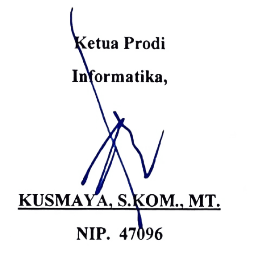 Ketua Prodi
Informatika,
KUSMAYA, S.KOM., MT.
NIP. 47096